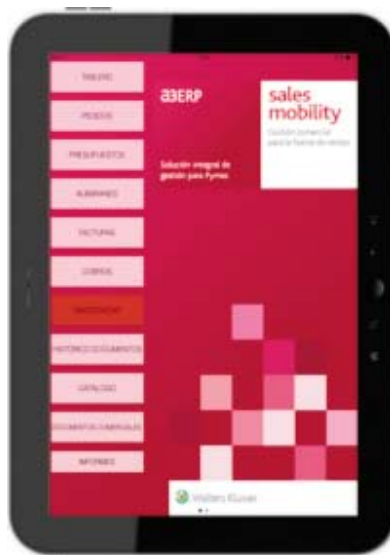 TABLERO
PEDIDOS
PRESUPUESTOS
ALBARANES
FACTURAS
COBROS
HISTÓRICO DOCUMENTOS
CATÁLOGO
DOCUMENTOS COMERCIALES
INFORMES
a3ERP
Solución integral de
gestión para Pymes
sales
mobility
Gestión comercial
para la fuerza de ventas
Wolters Kluwer